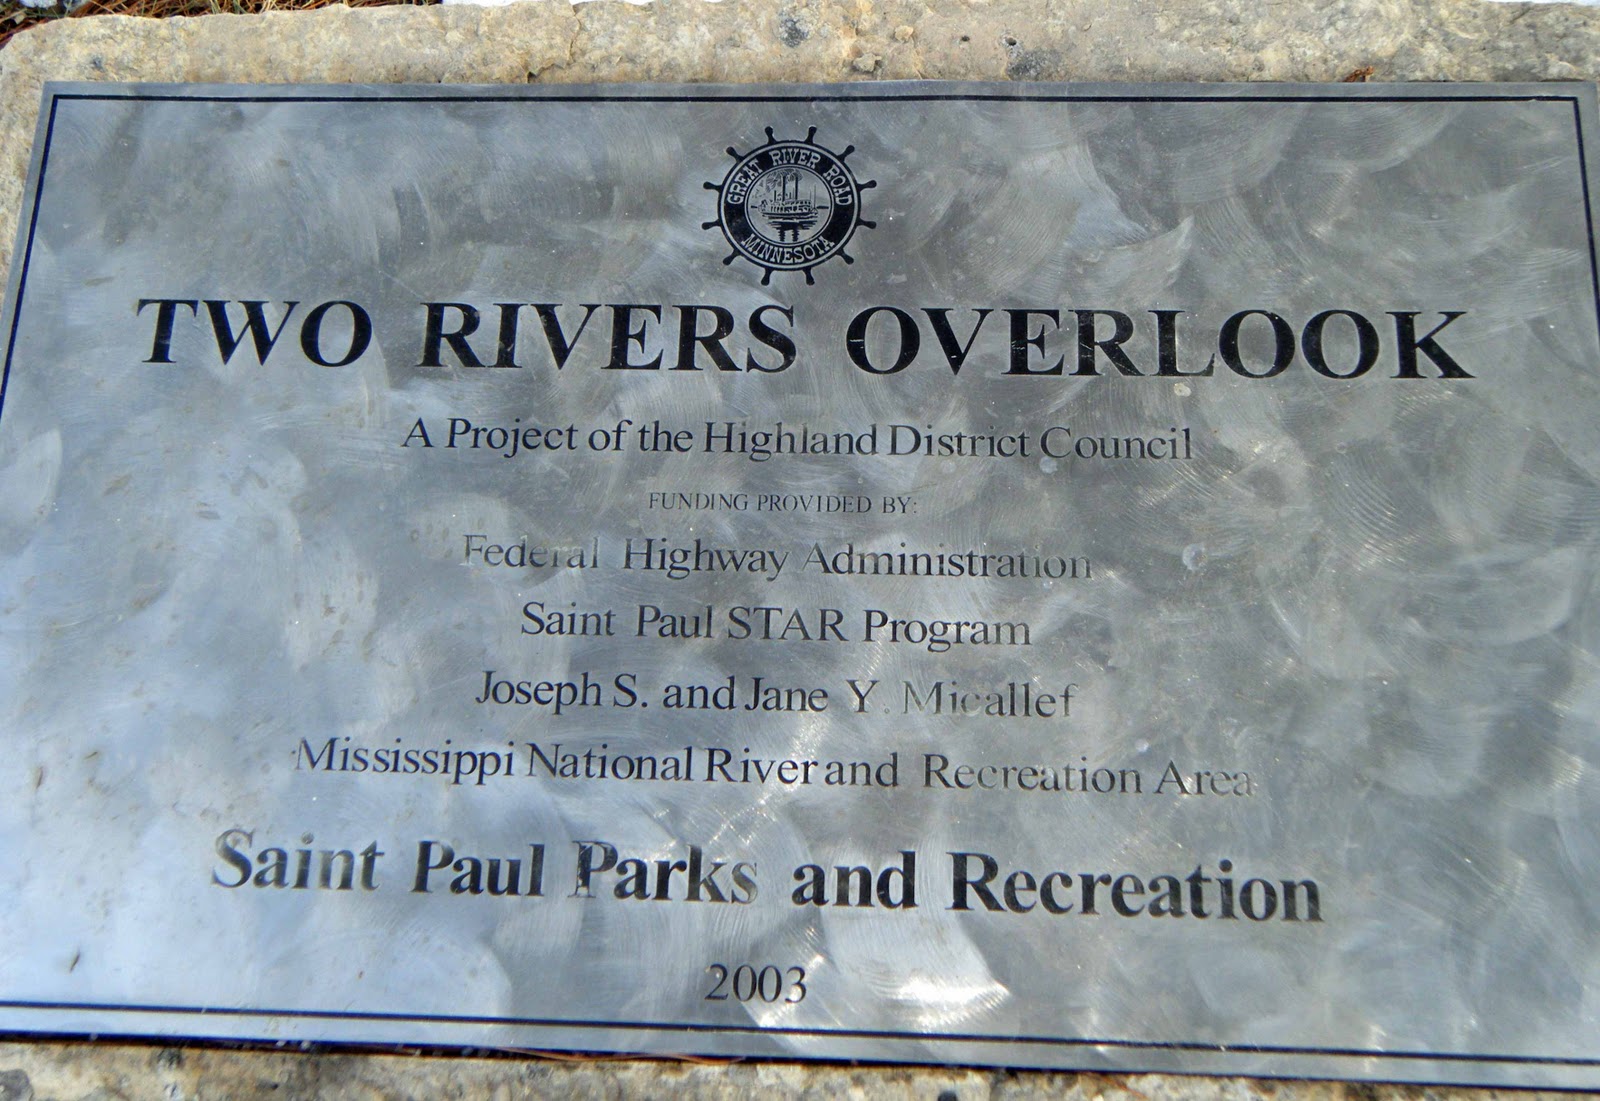 GREAT RIVER ROAD
MINNESOTA
TWO RIVERS OVERLOOK
A Project of the Highland District Council
FUNDING PROVIDED BY:
Federal Highway Administration
Saint Paul STAR Program
Joseph S. and Jane Y. Micallef
Mississippi National River and Recreation Area
Saint Paul Parks and Recreation
2003